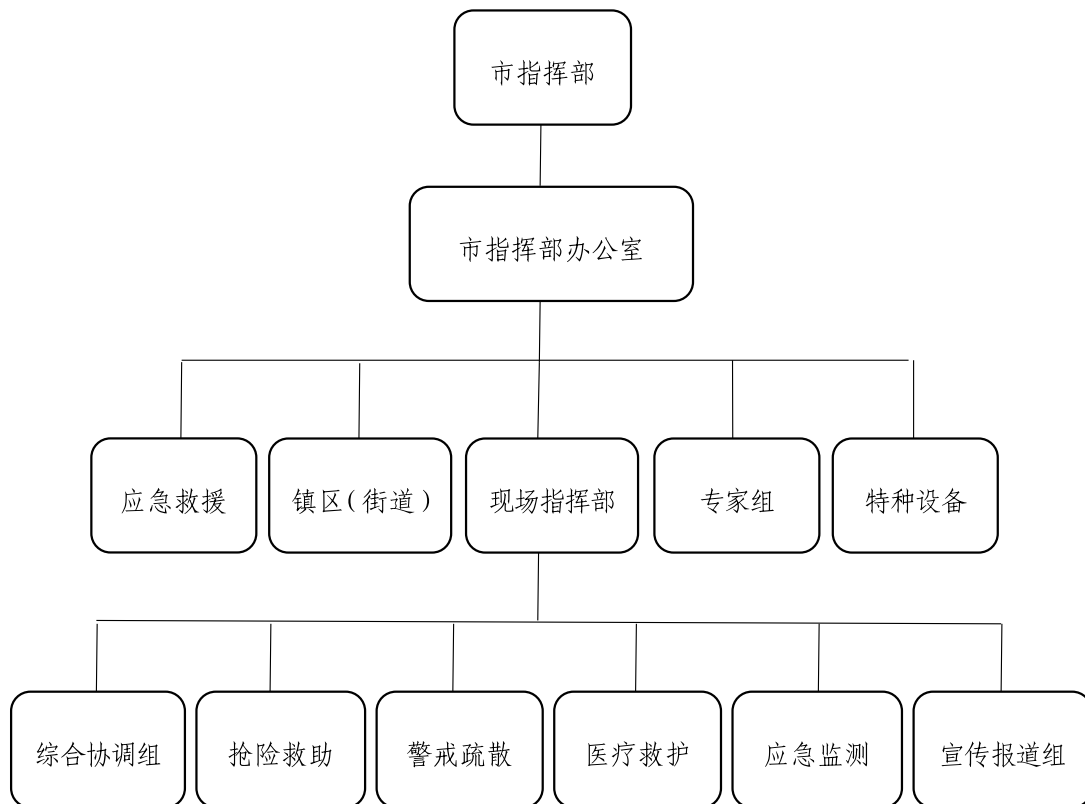 市指挥部
市指挥部办公室
应急救援
镇区(街道)
现场指挥部
专家组
特种设备
综合协调组
抢险救助
警戒疏散
医疗救护
应急监测
宣传报道组